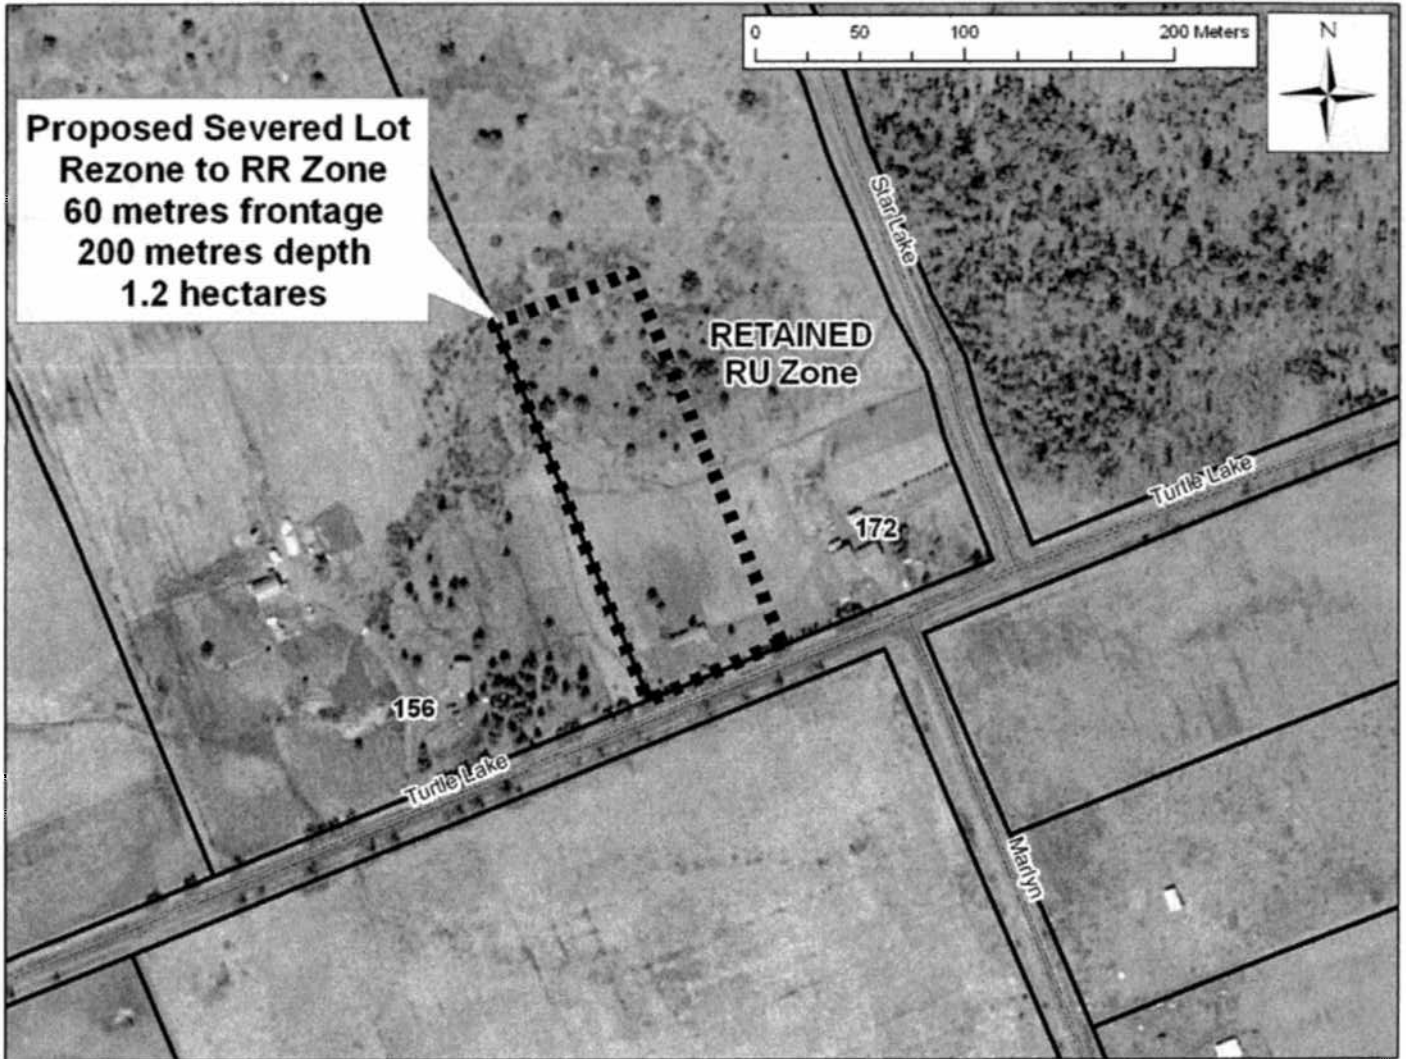 0 50 100 200 Meters
N
Proposed Severed Lot
Rezone to RR Zone
60 metres frontage
200 metres depth
1.2 hectares
Star Lake
RETAINED
RU Zone
Turtle Lake
172
156
Turtle Lake
Marlyn